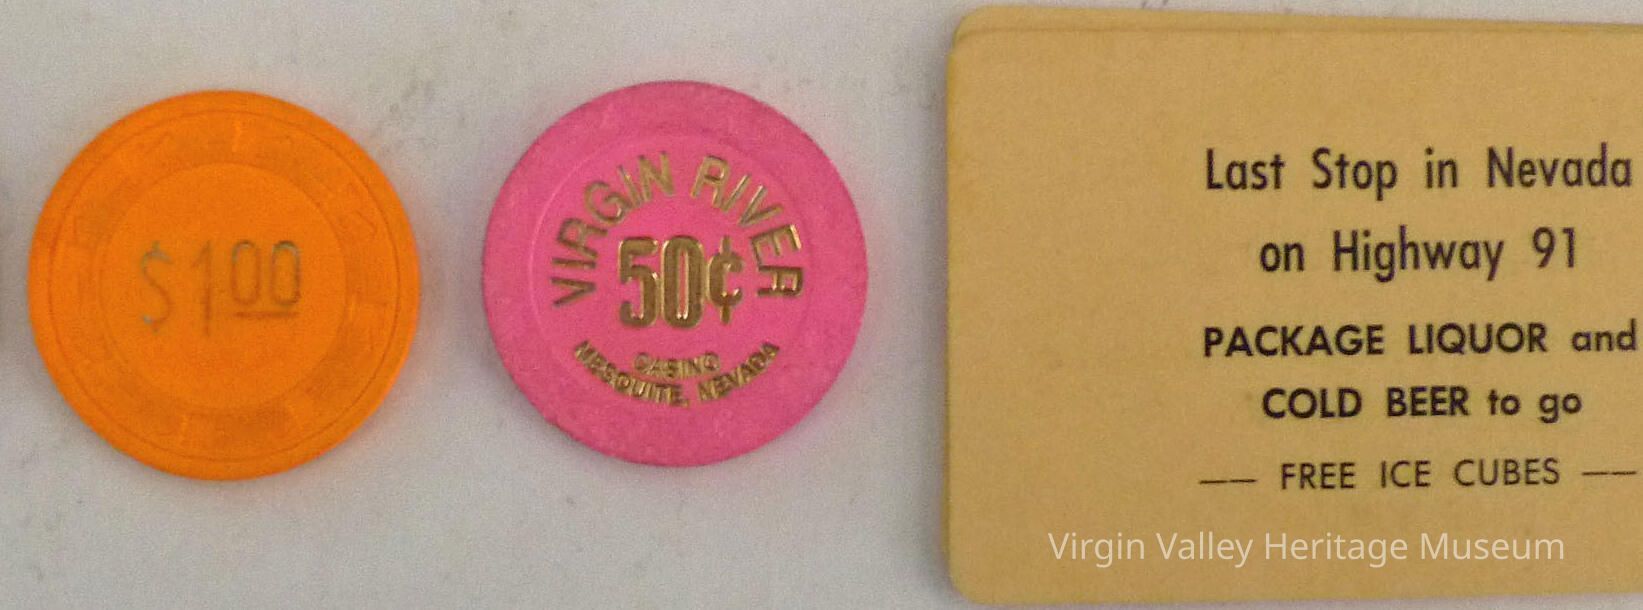 $1.00
VIRGIN RIVER
50¢
CASINO
MESQUITE, NEVADA
Last Stop in Nevada
on Highway 91
PACKAGE LIQUOR and
COLD BEER to go
— FREE ICE CUBES —
Virgin Valley Heritage Museum